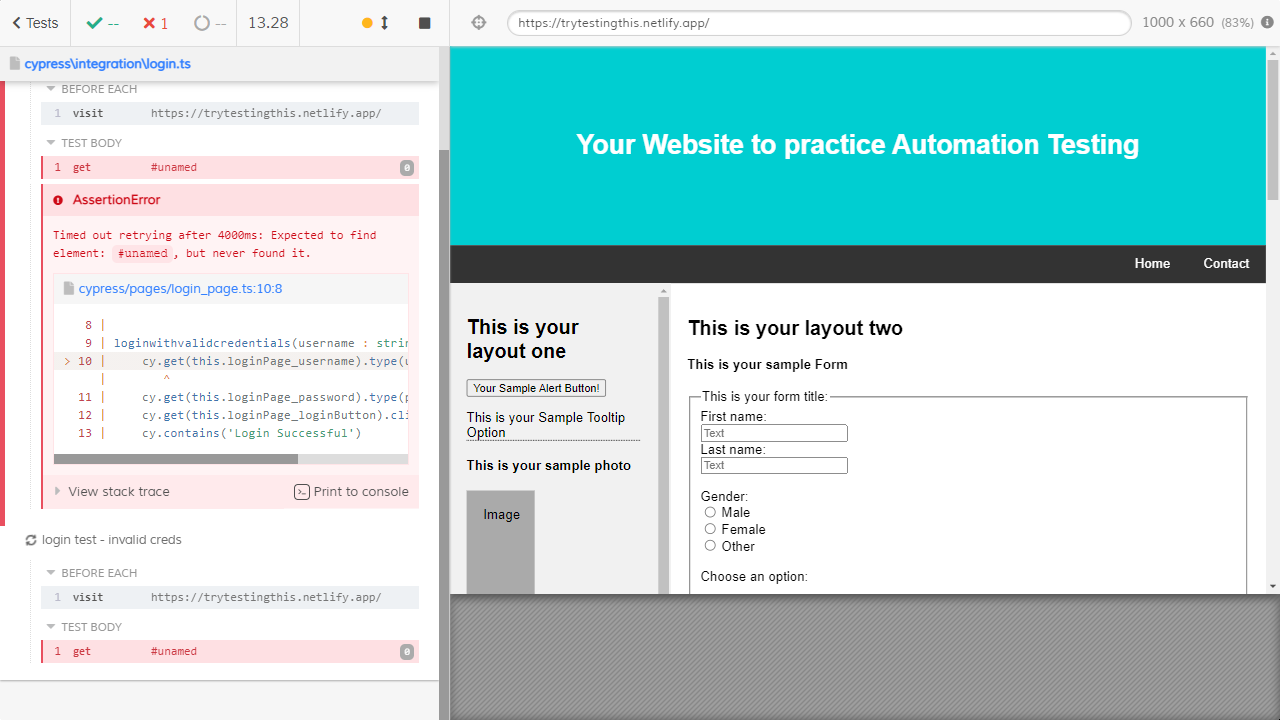 Tests
--
1
--
13.28
https://trytestingthis.netlify.app/
1000 x 660 (83%)
cypress\integration\login.ts
BEFORE EACH
1 visit https://trytestingthis.netlify.app/
TEST BODY
1 get #unamed 0
AssertionError
Timed out retrying after 4000ms: Expected to find
element: #unamed, but never found it.
cypress/pages/login_page.ts:10:8
8 |
9 | loginwithvalidcredentials(username : strin
> 10 | cy.get(this.loginPage_username).type(u
| ^
11 | cy.get(this.loginPage_password).type(p
12 | cy.get(this.loginPage_loginButton).cli
13 | cy.contains('Login Successful')
View stack trace
Print to console
login test - invalid creds
BEFORE EACH
1 visit https://trytestingthis.netlify.app/
TEST BODY
1 get #unamed 0
Your Website to practice Automation Testing
Home Contact
This is your
layout one
Your Sample Alert Button!
This is your Sample Tooltip
Option
This is your sample photo
Image
This is your layout two
This is your sample Form
This is your form title:
First name:
Text
Last name:
Text
Gender:
Male
Female
Other
Choose an option: